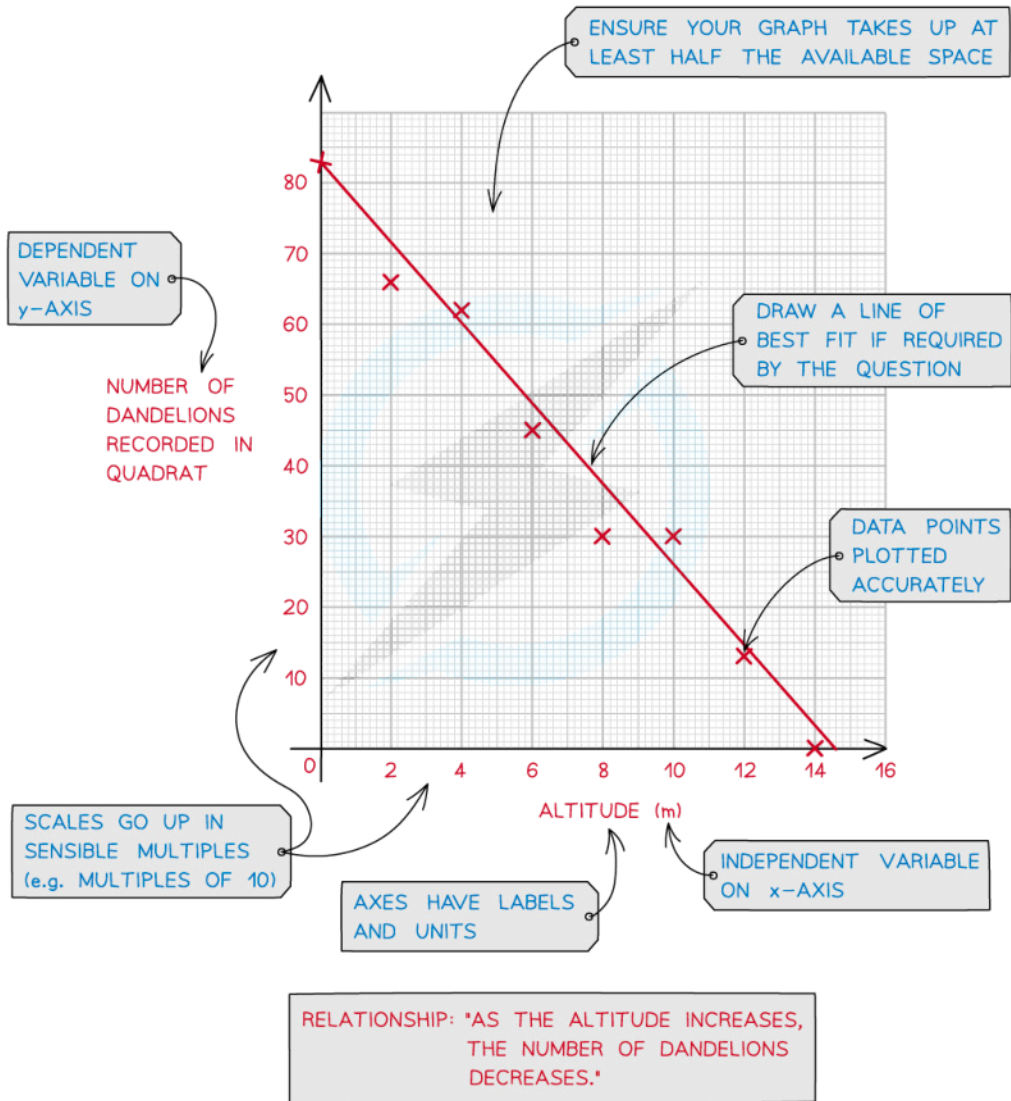 ENSURE YOUR GRAPH TAKES UP AT
LEAST HALF THE AVAILABLE SPACE
80
70
60
50
40
30
20
10
0
2
4
6
8
10
12
14
16
DEPENDENT
VARIABLE ON
y-AXIS
NUMBER OF
DANDELIONS
RECORDED IN
QUADRAT
DRAW A LINE OF
BEST FIT IF REQUIRED
BY THE QUESTION
DATA POINTS
PLOTTED
ACCURATELY
ALTITUDE (m)
SCALES GO UP IN
SENSIBLE MULTIPLES
(e.g. MULTIPLES OF 10)
AXES HAVE LABELS
AND UNITS
INDEPENDENT VARIABLE
ON x-AXIS
RELATIONSHIP: "AS THE ALTITUDE INCREASES,
THE NUMBER OF DANDELIONS
DECREASES."